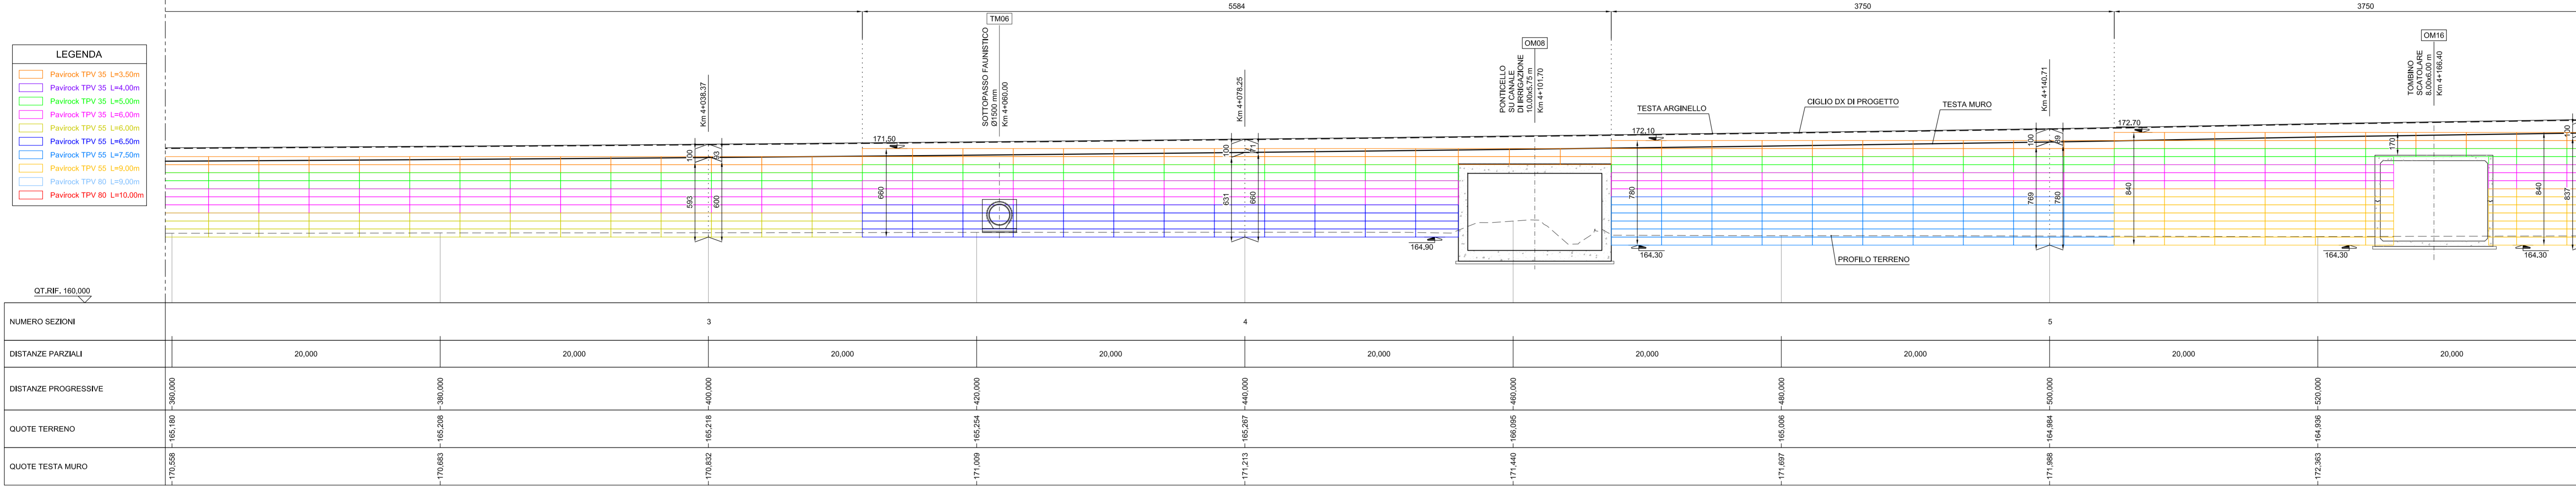 5584
3750
3750
LEGENDA
Pavirock TPV 35 L=3,50m
Pavirock TPV 35 L=4,00m
Pavirock TPV 35 L=5,00m
Pavirock TPV 35 L=6,00m
Pavirock TPV 55 L=6,00m
Pavirock TPV 55 L=6,50m
Pavirock TPV 55 L=7,50m
Pavirock TPV 55 L=9,00m
Pavirock TPV 80 L=9,00m
Pavirock TPV 80 L=10,00m
Km 4+038,37
100
93
593
600
171,50
660
TM06
SOTTOPASSO FAUNISTICO
Ø1500 mm
Km 4+060,00
Km 4+078,25
100
71
631
660
164,90
OM08
PONTICELLO
SU CANALE
DI IRRIGAZIONE
10,00x5,75 m
Km 4+101,70
172,10
780
164,30
TESTA ARGINELLO
CIGLIO DX DI PROGETTO
TESTA MURO
PROFILO TERRENO
Km 4+140,71
100
89
769
780
172,70
840
164,30
170
OM16
TOMBINO
SCATOLARE
8,00x6,00 m
Km 4+166,40
840
164,30
100
837
QT.RIF. 160,000
NUMERO SEZIONI
3
4
5
DISTANZE PARZIALI
20,000
20,000
20,000
20,000
20,000
20,000
20,000
20,000
20,000
DISTANZE PROGRESSIVE
360,000
380,000
400,000
420,000
440,000
460,000
480,000
500,000
520,000
QUOTE TERRENO
165,180
165,208
165,218
165,254
165,267
166,095
165,006
164,984
164,936
QUOTE TESTA MURO
170,558
170,683
170,832
171,009
171,213
171,440
171,697
171,988
172,363